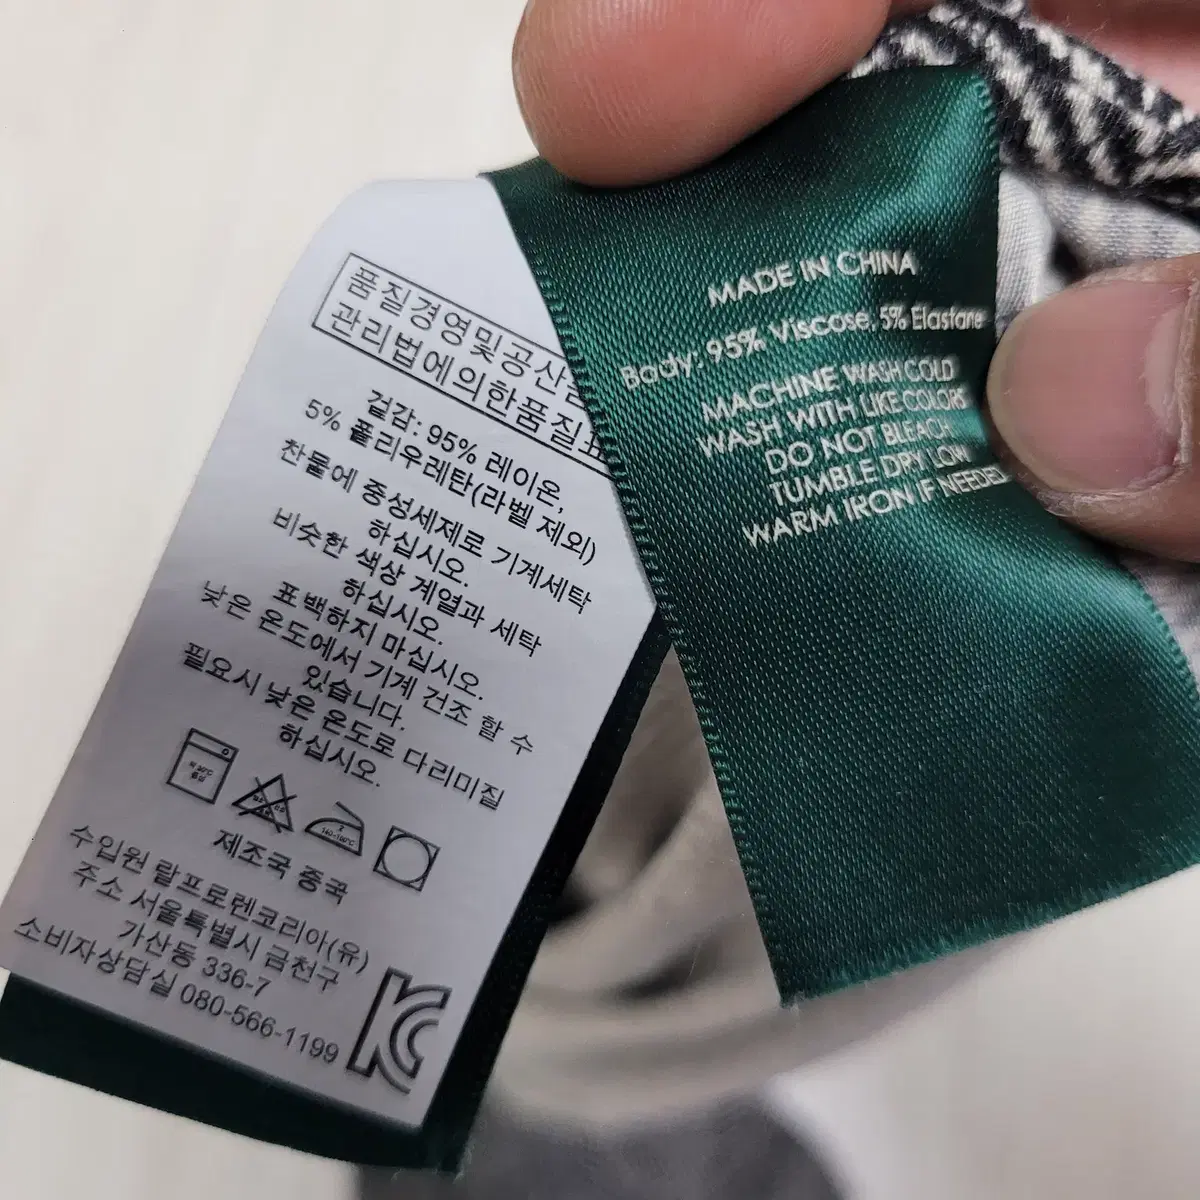 품질경영및공산품
관리법에의한품질표
겉감: 95% 레이온,
5% 폴리우레탄(라벨 제외)
찬물에 중성세제로 기계세탁
하십시오.
비슷한 색상 계열과 세탁
하십시오.
표백하지 마십시오.
낮은 온도에서 기계 건조 할 수
있습니다.
필요시 낮은 온도로 다리미질
하십시오.
제조국 중국
수입원 랄프로렌코리아(유)
주소 서울특별시 금천구
가산동 336-7
소비자상담실 080-566-1199
KC
MADE IN CHINA
Body: 95% Viscose, 5% Elastane
MACHINE WASH COLD
WASH WITH LIKE COLORS
DO NOT BLEACH
TUMBLE DRY LOW
WARM IRON IF NEEDED